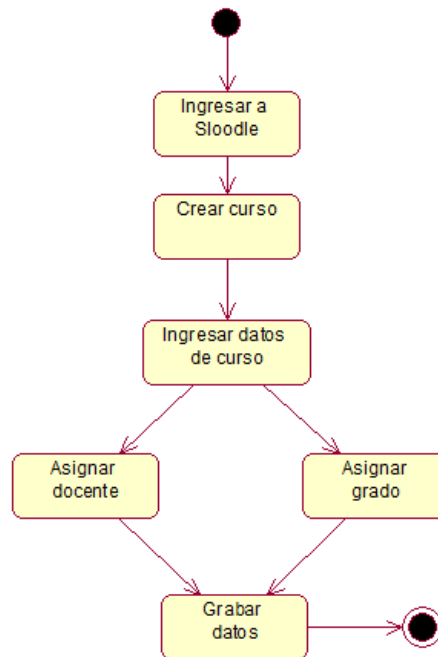 Ingresar a
Sloodle
Crear curso
Ingresar datos
de curso
Asignar
docente
Asignar
grado
Grabar
datos